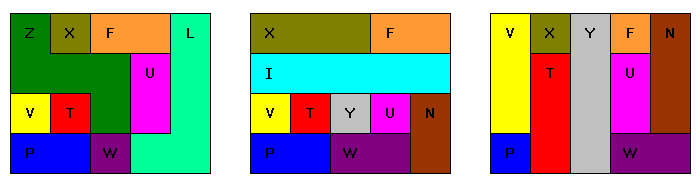 Z X F L
U
V T
P W
X F
I
V T Y U N
P W
V X Y F N
T U
P W